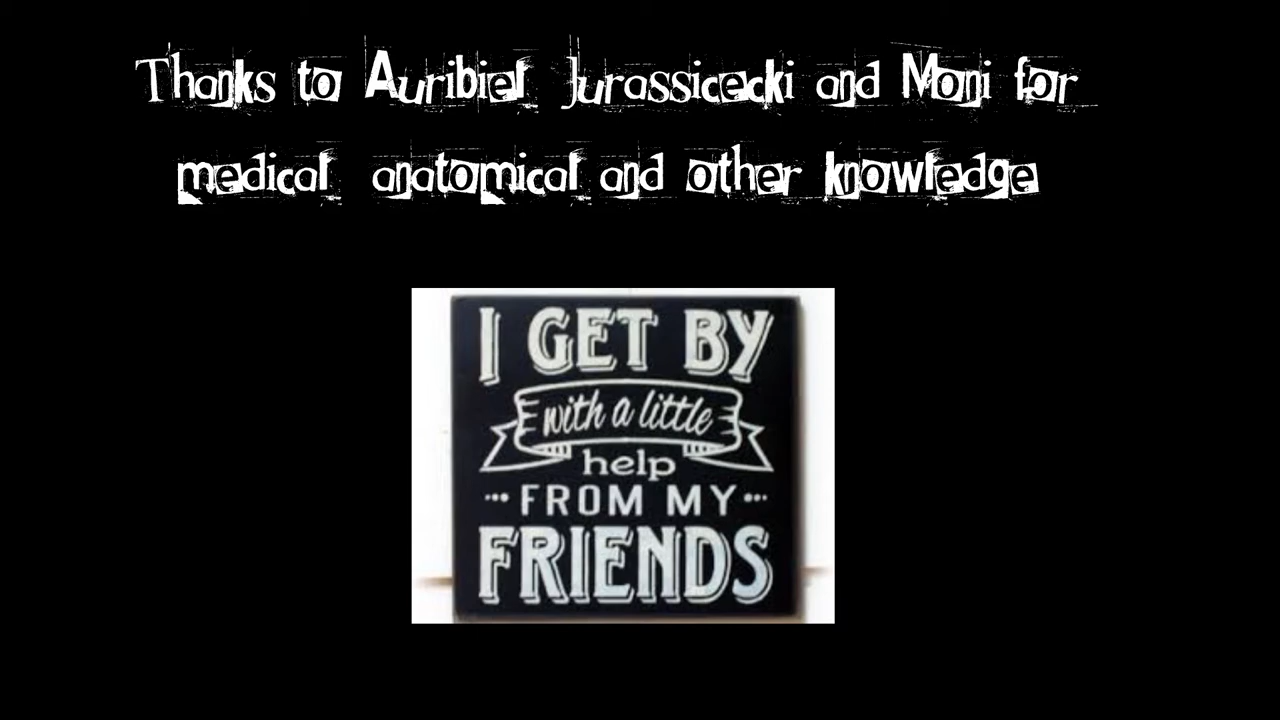 Thanks to Auribiel Jurassicecki and Moni for
medical anatomical and other knowledge
I GET BY
with a little
help
FROM MY
FRIENDS